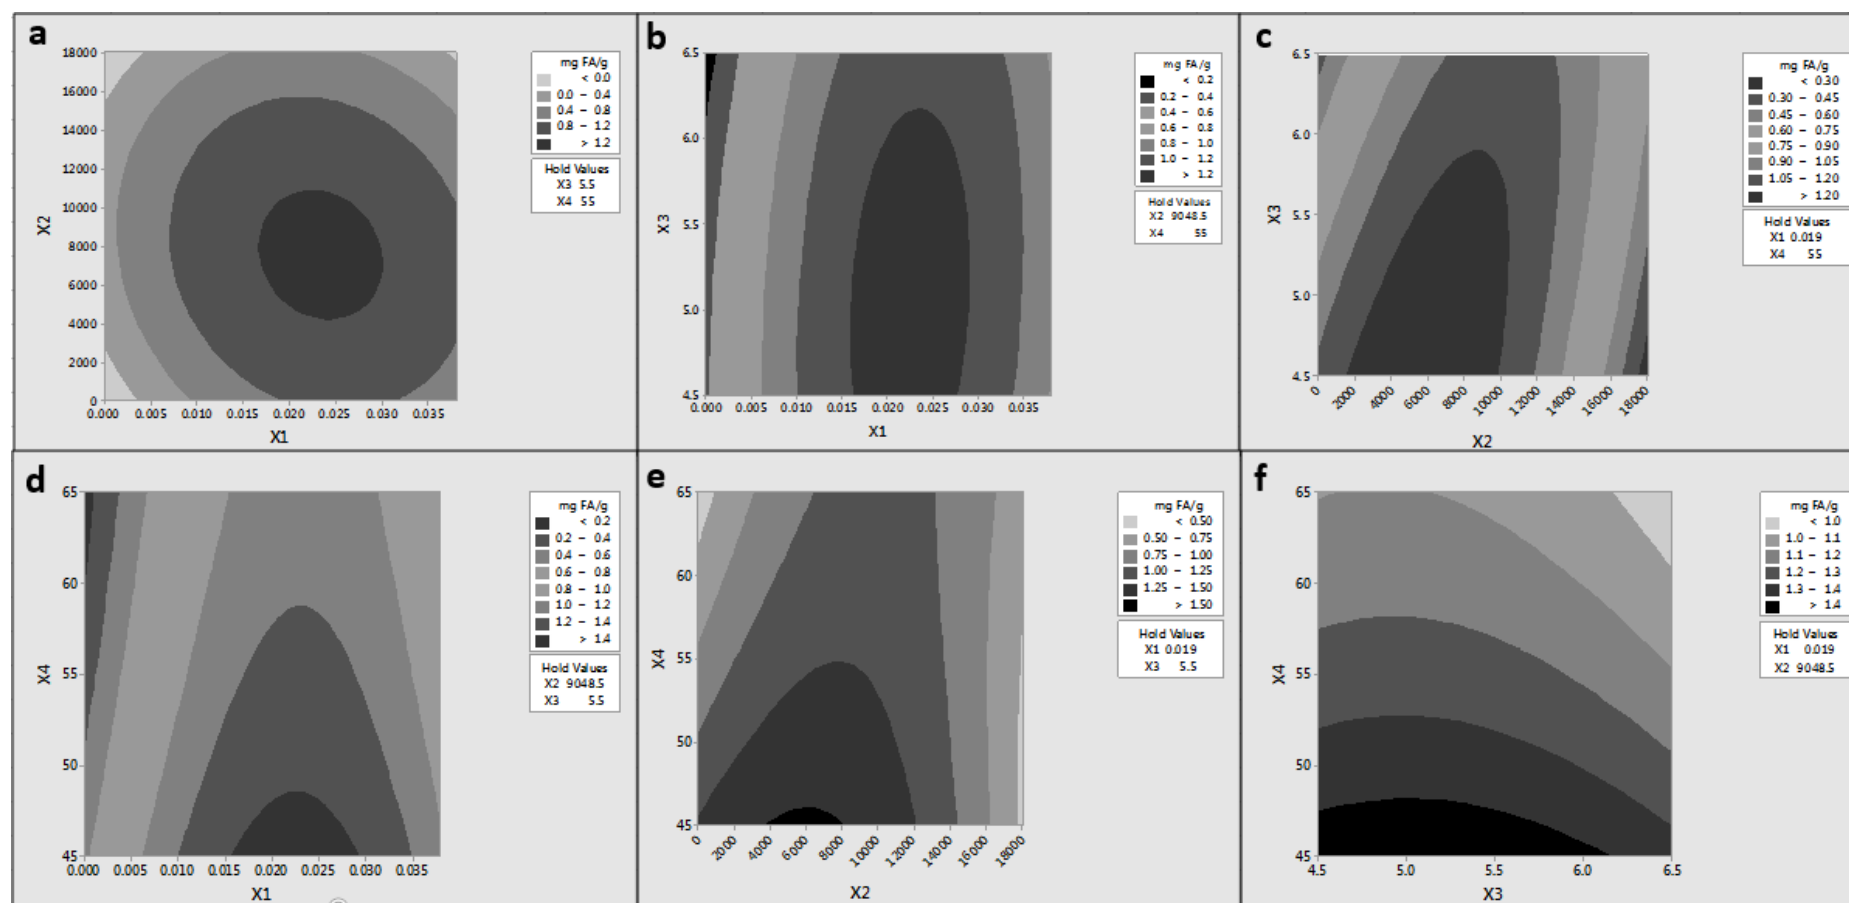 a
18000
16000
14000
12000
10000
8000
6000
4000
2000
0
X2
0.000 0.005 0.010 0.015 0.020 0.025 0.030 0.035
X1
mg FA/g
< 0.0
0.0 – 0.4
0.4 – 0.8
0.8 – 1.2
> 1.2
Hold Values
X3 5.5
X4 55
b
6.5
6.0
5.5
5.0
4.5
X3
0.000 0.005 0.010 0.015 0.020 0.025 0.030 0.035
X1
mg FA/g
< 0.2
0.2 – 0.4
0.4 – 0.6
0.6 – 0.8
0.8 – 1.0
1.0 – 1.2
> 1.2
Hold Values
X2 9048.5
X4 55
c
6.5
6.0
5.5
5.0
4.5
X3
0 2000 4000 6000 8000 10000 12000 14000 16000 18000
X2
mg FA/g
< 0.30
0.30 – 0.45
0.45 – 0.60
0.60 – 0.75
0.75 – 0.90
0.90 – 1.05
1.05 – 1.20
> 1.20
Hold Values
X1 0.019
X4 55
d
65
60
55
50
45
X4
0.000 0.005 0.010 0.015 0.020 0.025 0.030 0.035
X1
mg FA/g
< 0.2
0.2 – 0.4
0.4 – 0.6
0.6 – 0.8
0.8 – 1.0
1.0 – 1.2
1.2 – 1.4
> 1.4
Hold Values
X2 9048.5
X3 5.5
e
65
60
55
50
45
X4
0 2000 4000 6000 8000 10000 12000 14000 16000 18000
X2
mg FA/g
< 0.50
0.50 – 0.75
0.75 – 1.00
1.00 – 1.25
1.25 – 1.50
> 1.50
Hold Values
X1 0.019
X3 5.5
f
65
60
55
50
45
X4
4.5 5.0 5.5 6.0 6.5
X3
mg FA/g
< 1.0
1.0 – 1.1
1.1 – 1.2
1.2 – 1.3
1.3 – 1.4
> 1.4
Hold Values
X1 0.019
X2 9048.5